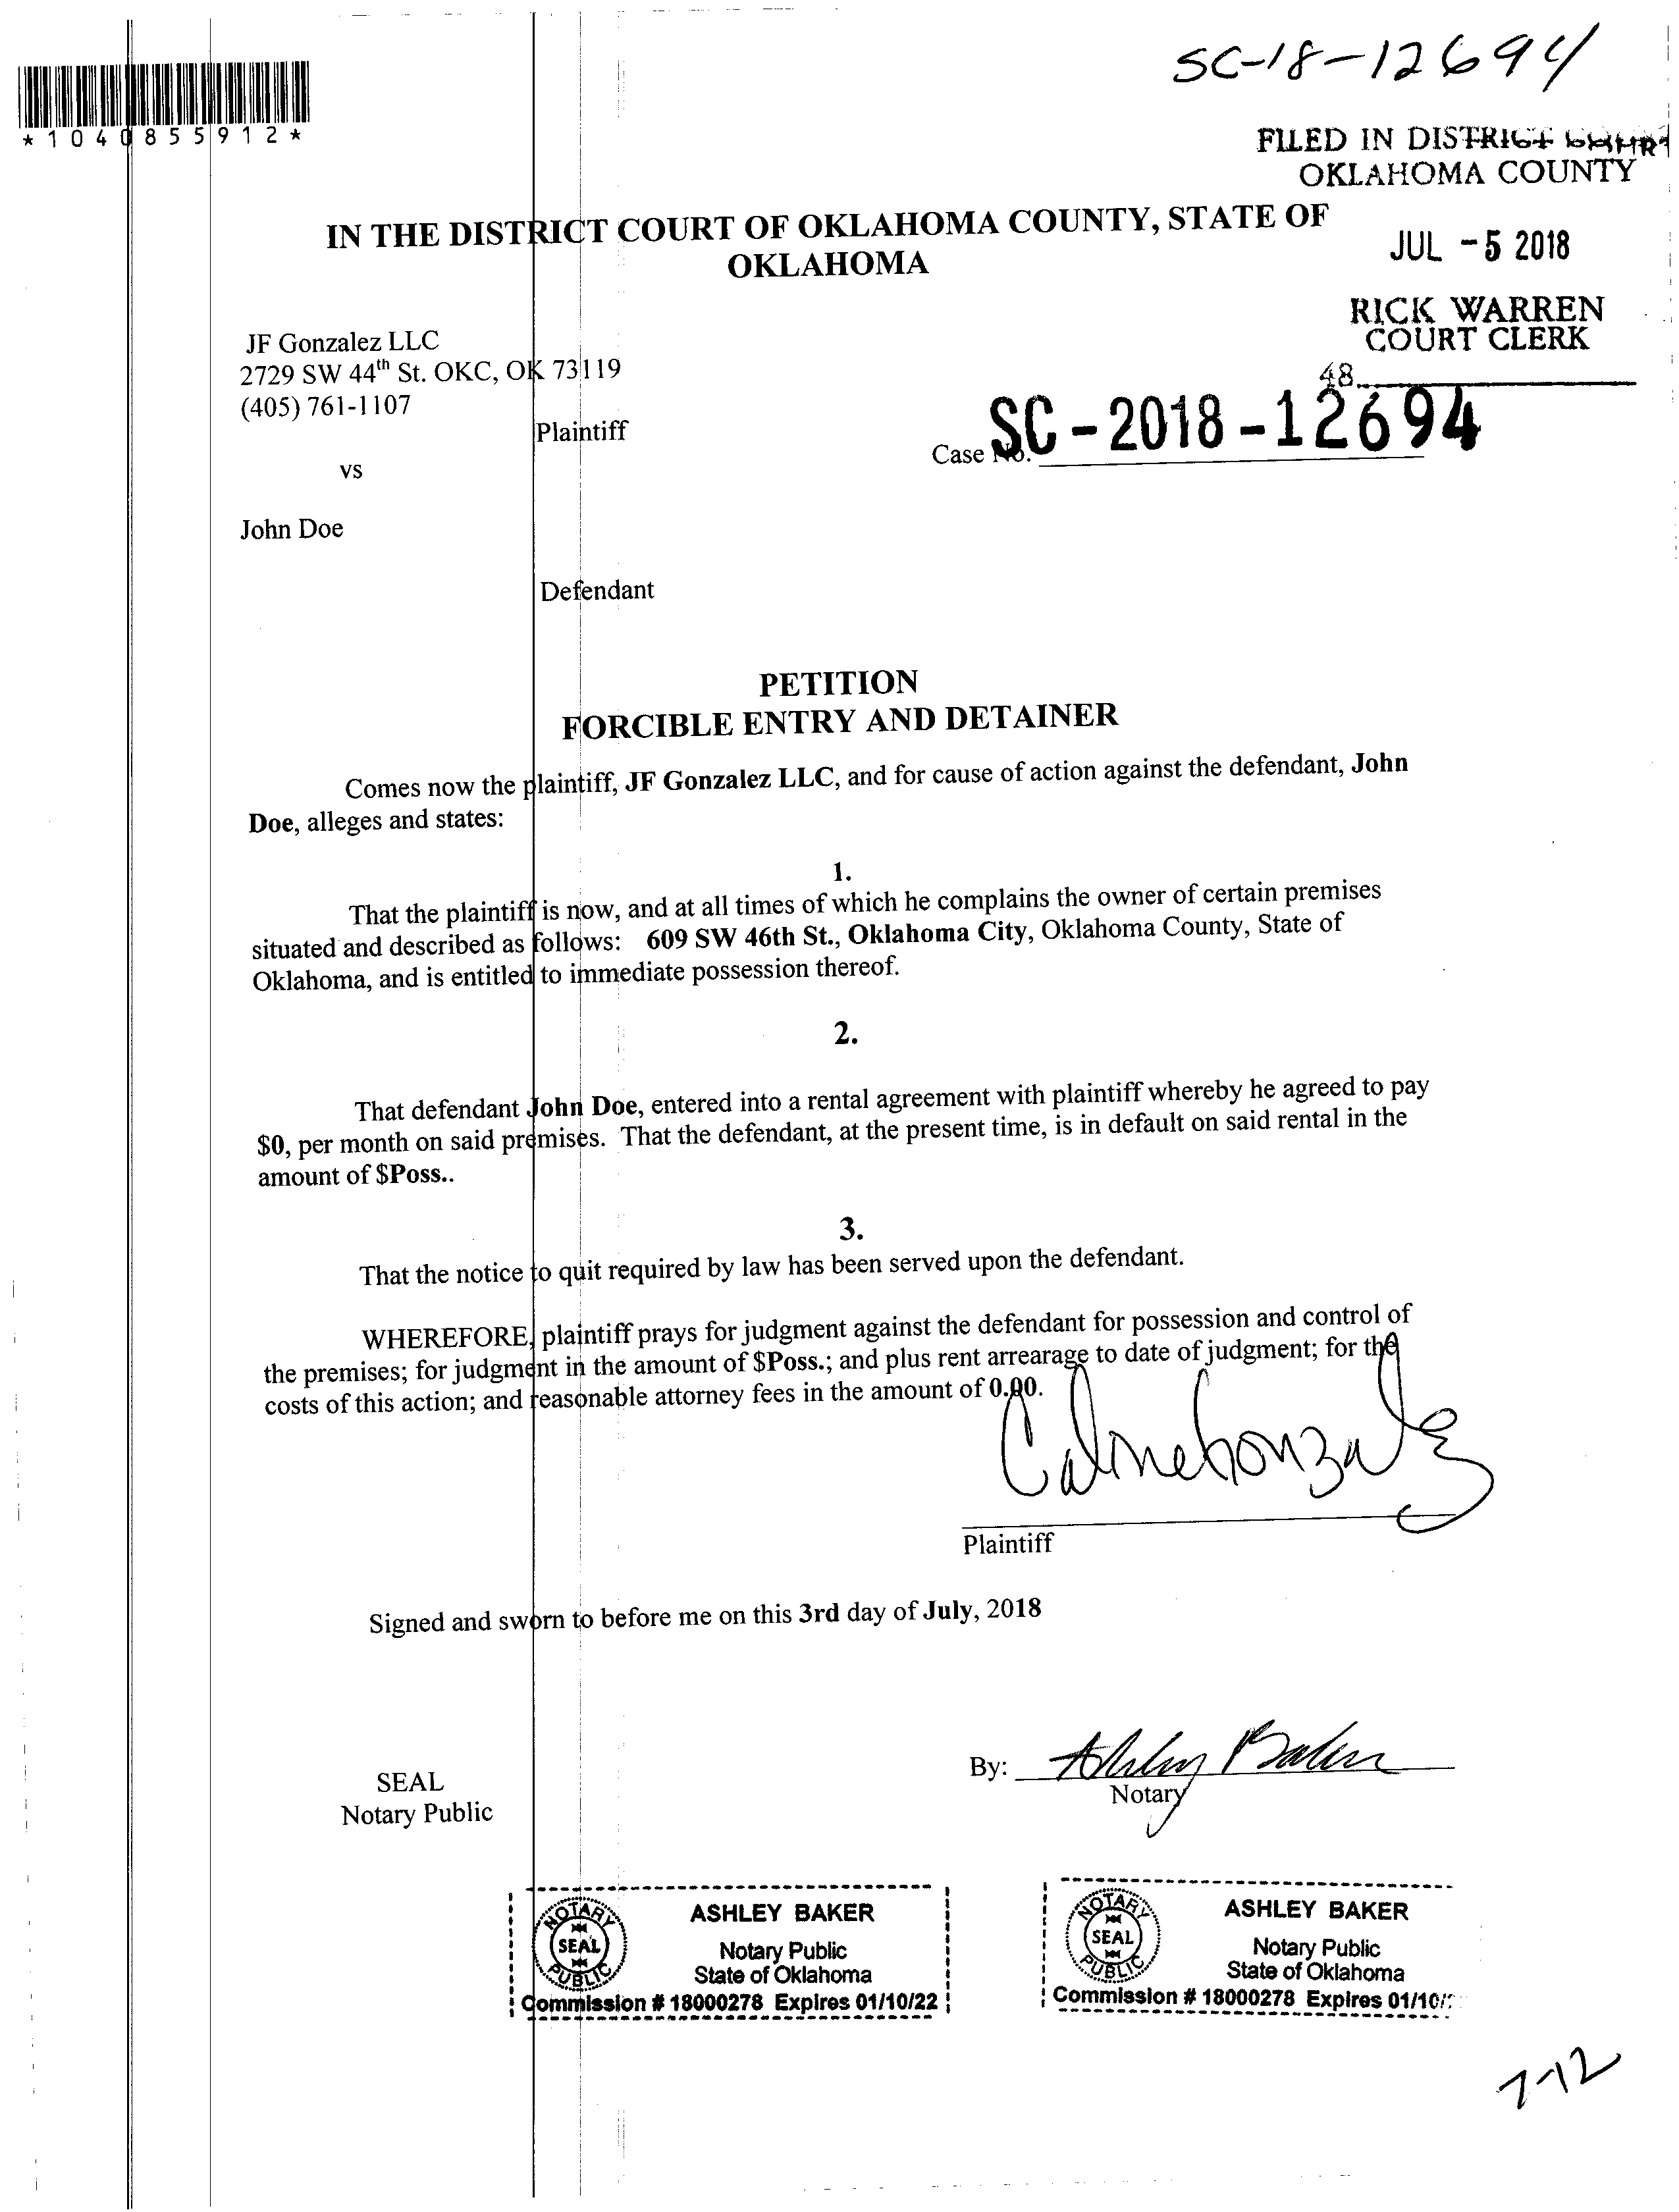 SC-18-12694
*1040855912*
FILED IN DISTRICT COURT
OKLAHOMA COUNTY
IN THE DISTRICT COURT OF OKLAHOMA COUNTY, STATE OF
OKLAHOMA
JUL -5 2018
RICK WARREN
COURT CLERK
48
JF Gonzalez LLC
2729 SW 44th St. OKC, OK 73119
(405) 761-1107
Plaintiff
Case No. SC-2018-12694
vs
John Doe
Defendant
PETITION
FORCIBLE ENTRY AND DETAINER
Comes now the plaintiff, JF Gonzalez LLC, and for cause of action against the defendant, John
Doe, alleges and states:
1.
That the plaintiff is now, and at all times of which he complains the owner of certain premises
situated and described as follows: 609 SW 46th St., Oklahoma City, Oklahoma County, State of
Oklahoma, and is entitled to immediate possession thereof.
2.
That defendant John Doe, entered into a rental agreement with plaintiff whereby he agreed to pay
$0, per month on said premises. That the defendant, at the present time, is in default on said rental in the
amount of $Poss..
3.
That the notice to quit required by law has been served upon the defendant.
WHEREFORE, plaintiff prays for judgment against the defendant for possession and control of
the premises; for judgment in the amount of $Poss.; and plus rent arrearage to date of judgment; for the
costs of this action; and reasonable attorney fees in the amount of 0.00.
Plaintiff
Signed and sworn to before me on this 3rd day of July, 2018
By: Ashley Baker
Notary
SEAL
Notary Public
NOTARY
SEAL
PUBLIC
ASHLEY BAKER
Notary Public
State of Oklahoma
Commission # 18000278 Expires 01/10/22
NOTARY
SEAL
PUBLIC
ASHLEY BAKER
Notary Public
State of Oklahoma
Commission # 18000278 Expires 01/10/
7-12